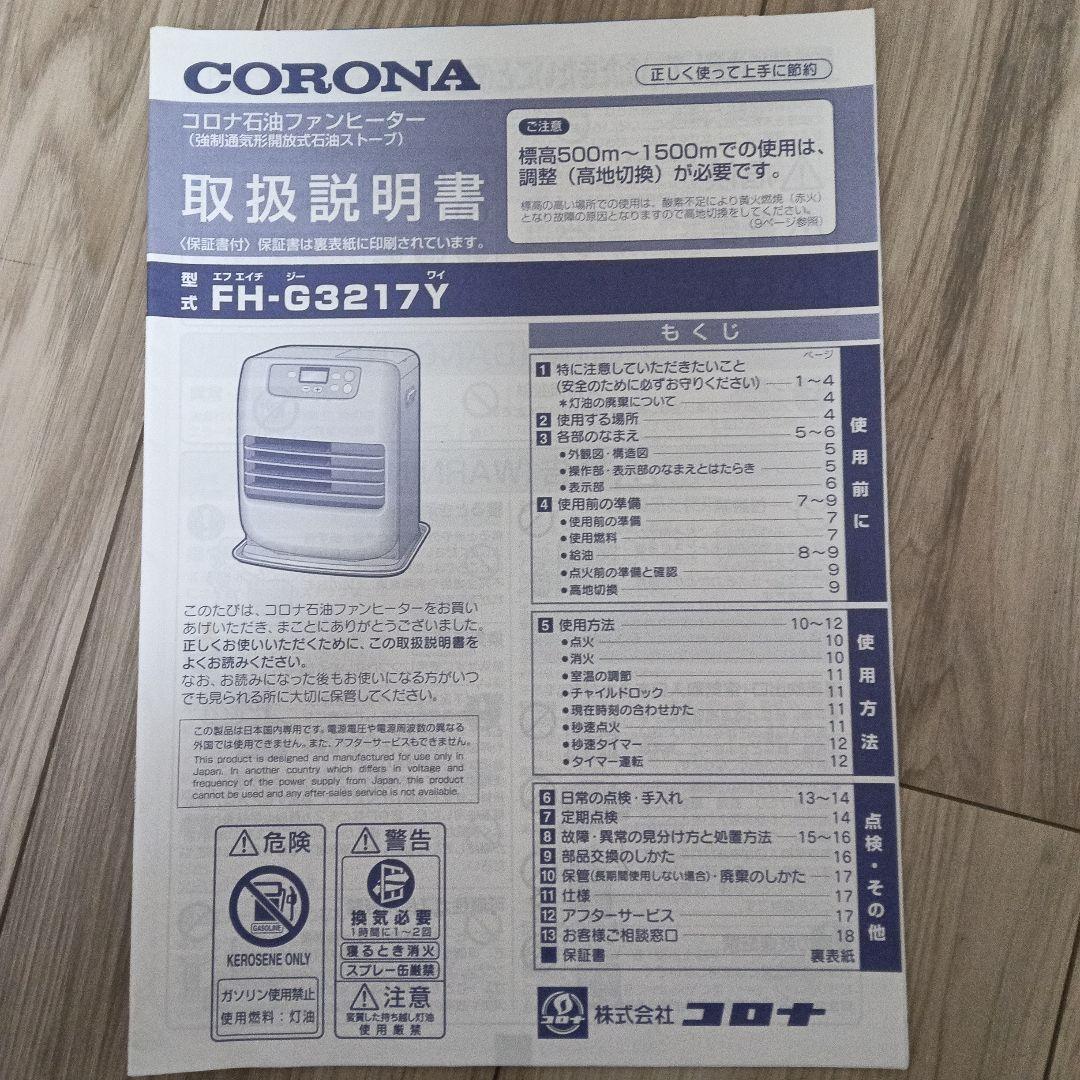 CORONA
正しく使って上手に節約
コロナ石油ファンヒーター
（強制通気形開放式石油ストーブ）
取扱説明書
〈保証書付〉保証書は裏表紙に印刷されています。
ご注意
標高500m～1500mでの使用は、
調整（高地切換）が必要です。
標高の高い場所での使用は、酸素不足により黄火燃焼（赤火）
となり故障の原因となりますので高地切換をしてください。
（9ページ参照）
型式
エフ エイチ ジー ワイ
FH-G3217Y
もくじ
ページ
1 特に注意していただきたいこと
（安全のために必ずお守りください） 1～4
＊灯油の廃棄について 4
2 使用する場所 4
3 各部のなまえ 5～6
●外観図・構造図 5
●操作部・表示部のなまえとはたらき 5
●表示部 6
4 使用前の準備 7～9
●使用前の準備 7
●使用燃料 7
●給油 8～9
●点火前の準備と確認 9
●高地切換 9
使用前に
5 使用方法 10～12
●点火 10
●消火 10
●室温の調節 11
●チャイルドロック 11
●現在時刻の合わせかた 11
●秒速点火 11
●秒速タイマー 12
●タイマー運転 12
使用方法
6 日常の点検・手入れ 13～14
7 定期点検 14
8 故障・異常の見分け方と処置方法 15～16
9 部品交換のしかた 16
10 保管（長期間使用しない場合）・廃棄のしかた 17
11 仕様 17
12 アフターサービス 17
13 お客様ご相談窓口 18
■ 保証書 裏表紙
点検・その他
このたびは、コロナ石油ファンヒーターをお買い
あげいただき、まことにありがとうございました。
正しくお使いいただくために、この取扱説明書を
よくお読みください。
なお、お読みになった後もお使いになる方がいつ
でも見られる所に大切に保管してください。
この製品は日本国内専用です。電源電圧や電源周波数の異なる
外国では使用できません。また、アフターサービスもできません。
This product is designed and manufactured for use only in
Japan. In another country which differs in voltage and
frequency of the power supply from Japan, this product
cannot be used and any after-sales service is not available.
危険
GASOLINE
KEROSENE ONLY
ガソリン使用禁止
使用燃料：灯油
警告
換気必要
1時間に1～2回
寝るとき消火
スプレー缶厳禁
注意
変質した持ち越し灯油
使用厳禁
コロナ
株式会社 コロナ